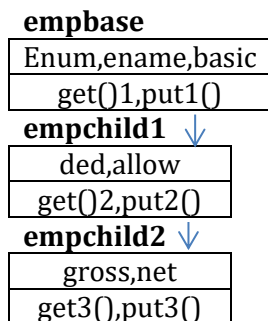 empbase
Enum,ename,basic
get()1,put1()
empchild1
ded,allow
get()2,put2()
empchild2
gross,net
get3(),put3()